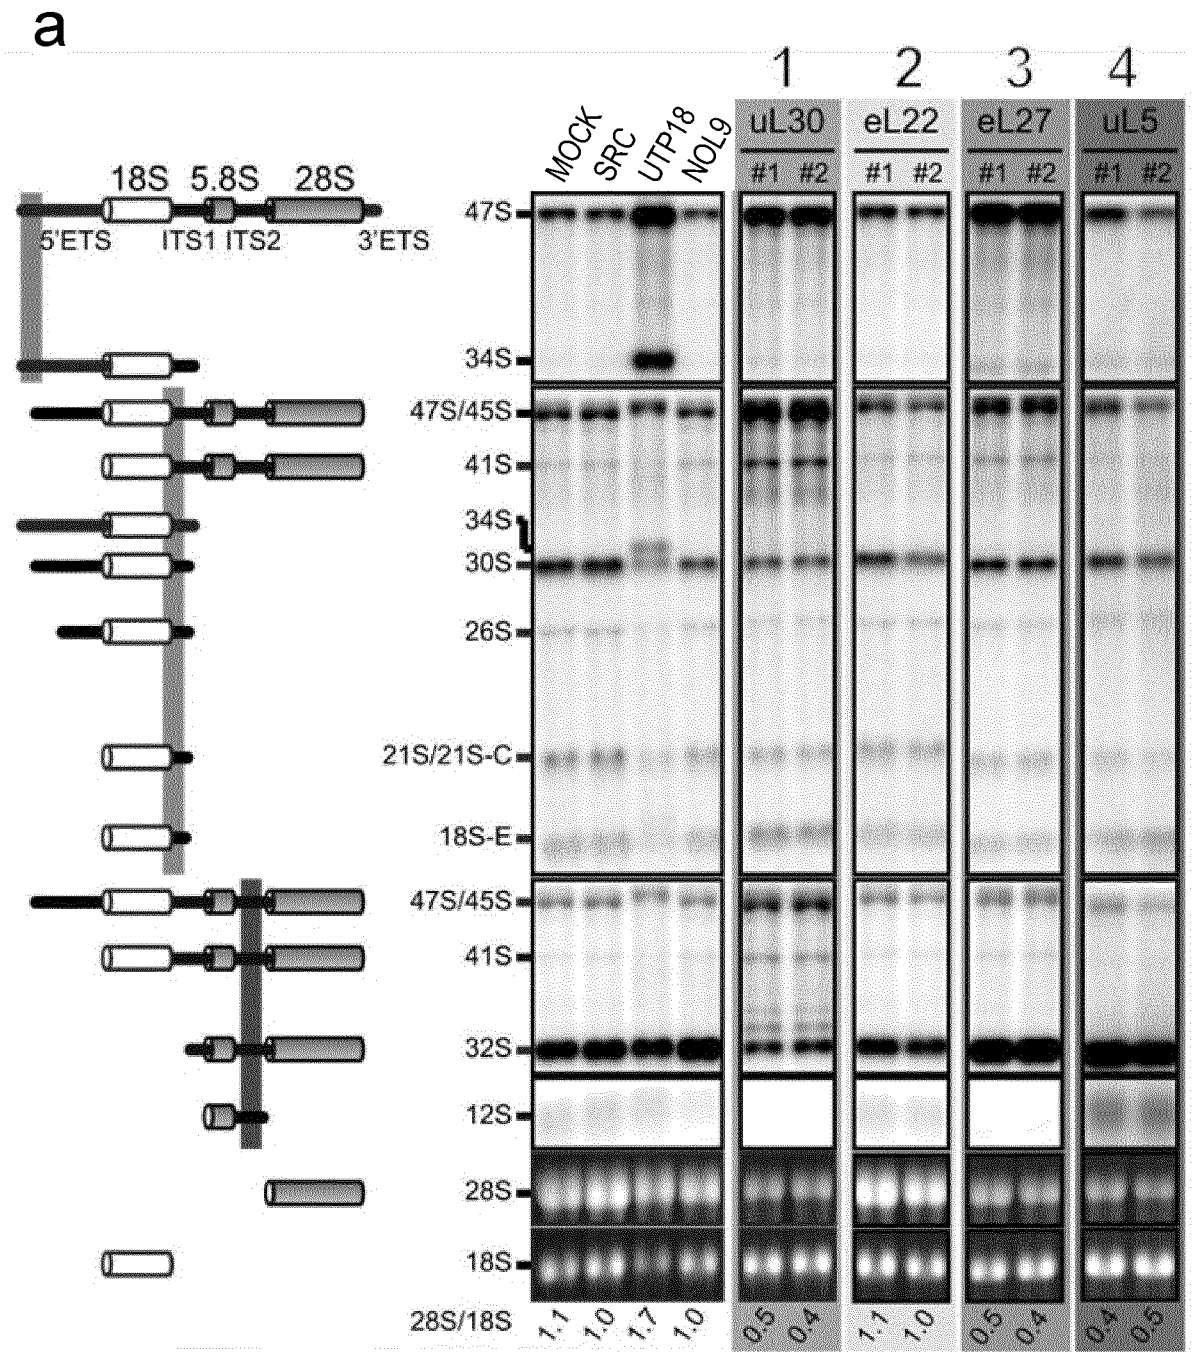 a
1 2 3 4
MOCK SRC UTP18 NOL9 uL30 eL22 eL27 uL5
#1 #2 #1 #2 #1 #2 #1 #2
18S 5.8S 28S
47S
5'ETS ITS1 ITS2 3'ETS
34S
47S/45S
41S
34S
30S
26S
21S/21S-C
18S-E
47S/45S
41S
32S
12S
28S
18S
28S/18S 1.1 1.0 1.7 1.0 0.5 0.4 1.1 1.0 0.5 0.4 0.4 0.5